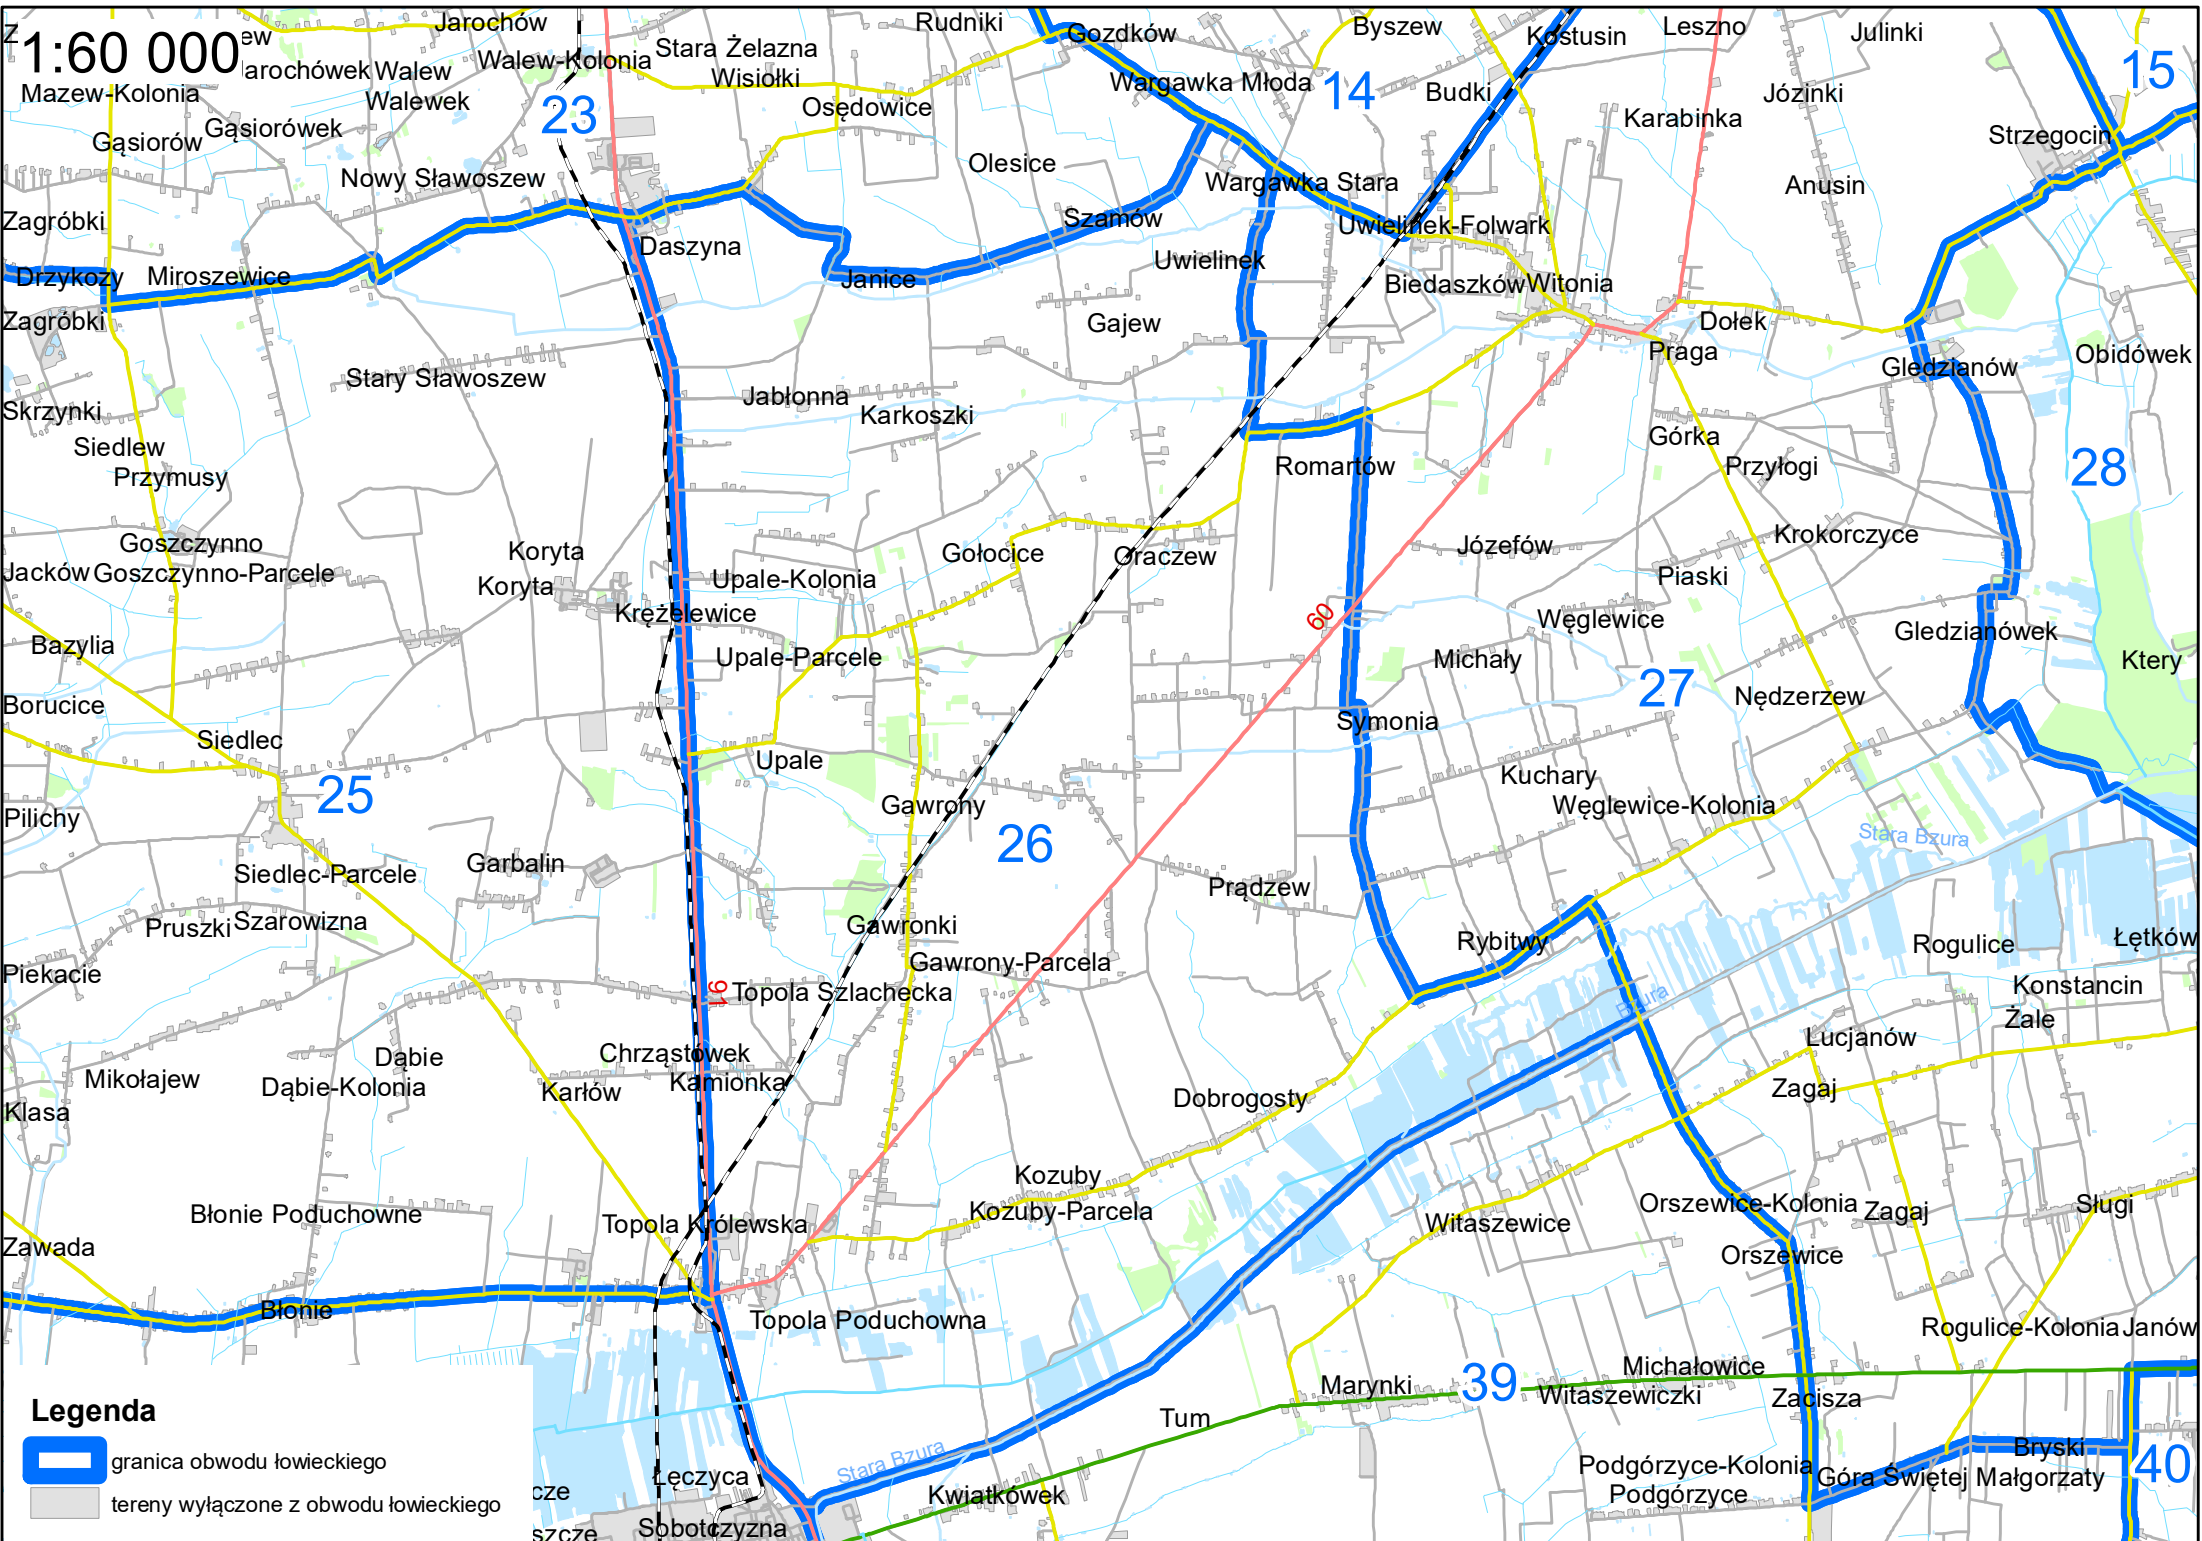 1:60 000
Jarochów
Rudniki
Gozdków
Byszew
Kostusin
Leszno
Julinki
Walew-Kolonia
Stara Żelazna
Wisiołki
arochówek
Walew
Walewek
Mazew-Kolonia
Osędowice
Wargawka Młoda
14
Budki
Józinki
15
23
Gąsiorów
Gąsiorówek
Karabinka
Strzegocin
Nowy Sławoszew
Olesice
Wargawka Stara
Anusin
Zagróbki
Szamów
Uwielinek-Folwark
Daszyna
Uwielinek
Drzykozy
Miroszewice
Janice
Biedaszków
Witonia
Zagróbki
Gajew
Dołek
Praga
Obidówek
Stary Sławoszew
Gledzianów
Jabłonna
Karkoszki
Skrzynki
Siedlew
Górka
Przymusy
Romartów
Przyłogi
28
Goszczynno
Koryta
Gołocice
Oraczew
Józefów
Krokorczyce
Jacków
Goszczynno-Parcele
Koryta
Upale-Kolonia
Piaski
Krężelewice
60
Węglewice
Gledzianówek
Bazylia
Upale-Parcele
Michały
Ktery
27
Borucice
Nędzerzew
Symonia
Siedlec
Upale
Kuchary
25
Gawrony
Węglewice-Kolonia
Pilichy
26
Stara Bzura
Garbalin
Siedlec-Parcele
Prądzew
Pruszki
Szarowizna
Gawronki
Rybitwy
Rogulice
Łętków
Piekacie
Gawrony-Parcela
91
Topola Szlachecka
Bzura
Konstancin
Żale
Dąbie
Chrząstówek
Lucjanów
Mikołajew
Dąbie-Kolonia
Karłów
Kamionka
Dobrogosty
Zagaj
Klasa
Kozuby
Błonie Poduchowne
Topola Królewska
Kozuby-Parcela
Witaszewice
Orszewice-Kolonia
Zagaj
Sługi
Zawada
Orszewice
Błonie
Topola Poduchowna
Rogulice-Kolonia
Janów
Marynki
39
Michałowice
Witaszewiczki
Zacisza
Tum
Legenda
granica obwodu łowieckiego
tereny wyłączone z obwodu łowieckiego
Stara Bzura
Łęczyca
Kwiatkówek
Podgórzyce-Kolonia
Podgórzyce
Bryski
Góra Świętej Małgorzaty
40
cze
szcze
Sobotczyzna